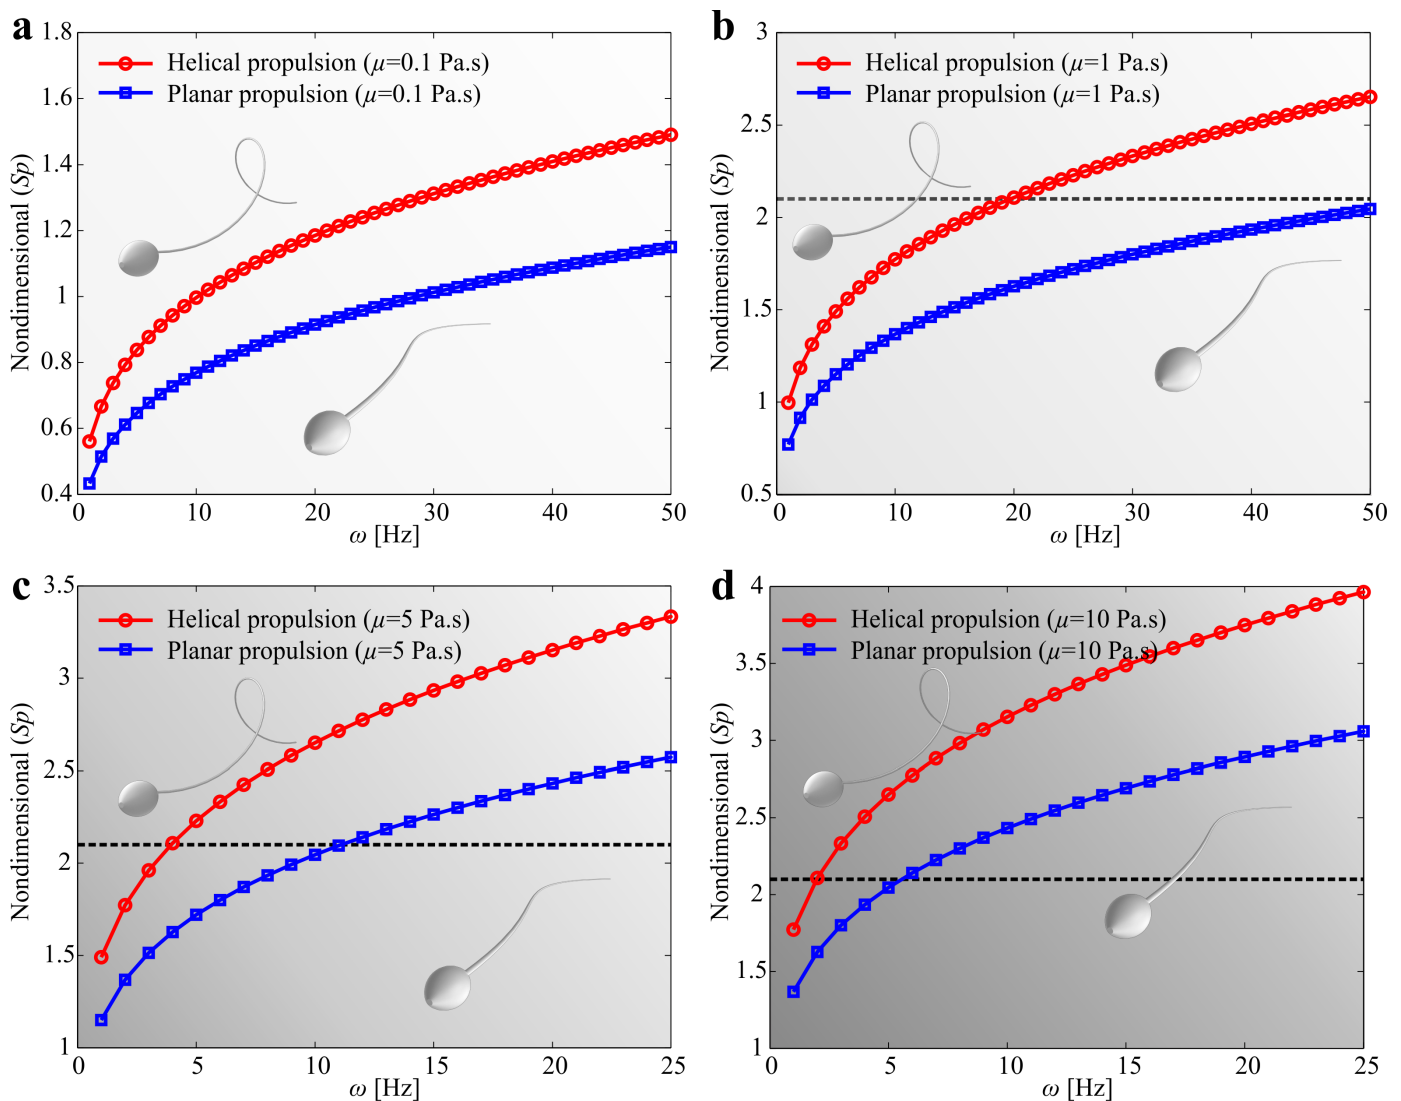 a
1.8
1.6
1.4
1.2
1
0.8
0.6
0.4
Nondimensional (Sp)
Helical propulsion (μ=0.1 Pa.s)
Planar propulsion (μ=0.1 Pa.s)
0 10 20 30 40 50
ω [Hz]
b
3
2.5
2
1.5
1
0.5
Nondimensional (Sp)
Helical propulsion (μ=1 Pa.s)
Planar propulsion (μ=1 Pa.s)
0 10 20 30 40 50
ω [Hz]
c
3.5
3
2.5
2
1.5
1
Nondimensional (Sp)
Helical propulsion (μ=5 Pa.s)
Planar propulsion (μ=5 Pa.s)
0 5 10 15 20 25
ω [Hz]
d
4
3.5
3
2.5
2
1.5
1
Nondimensional (Sp)
Helical propulsion (μ=10 Pa.s)
Planar propulsion (μ=10 Pa.s)
0 5 10 15 20 25
ω [Hz]